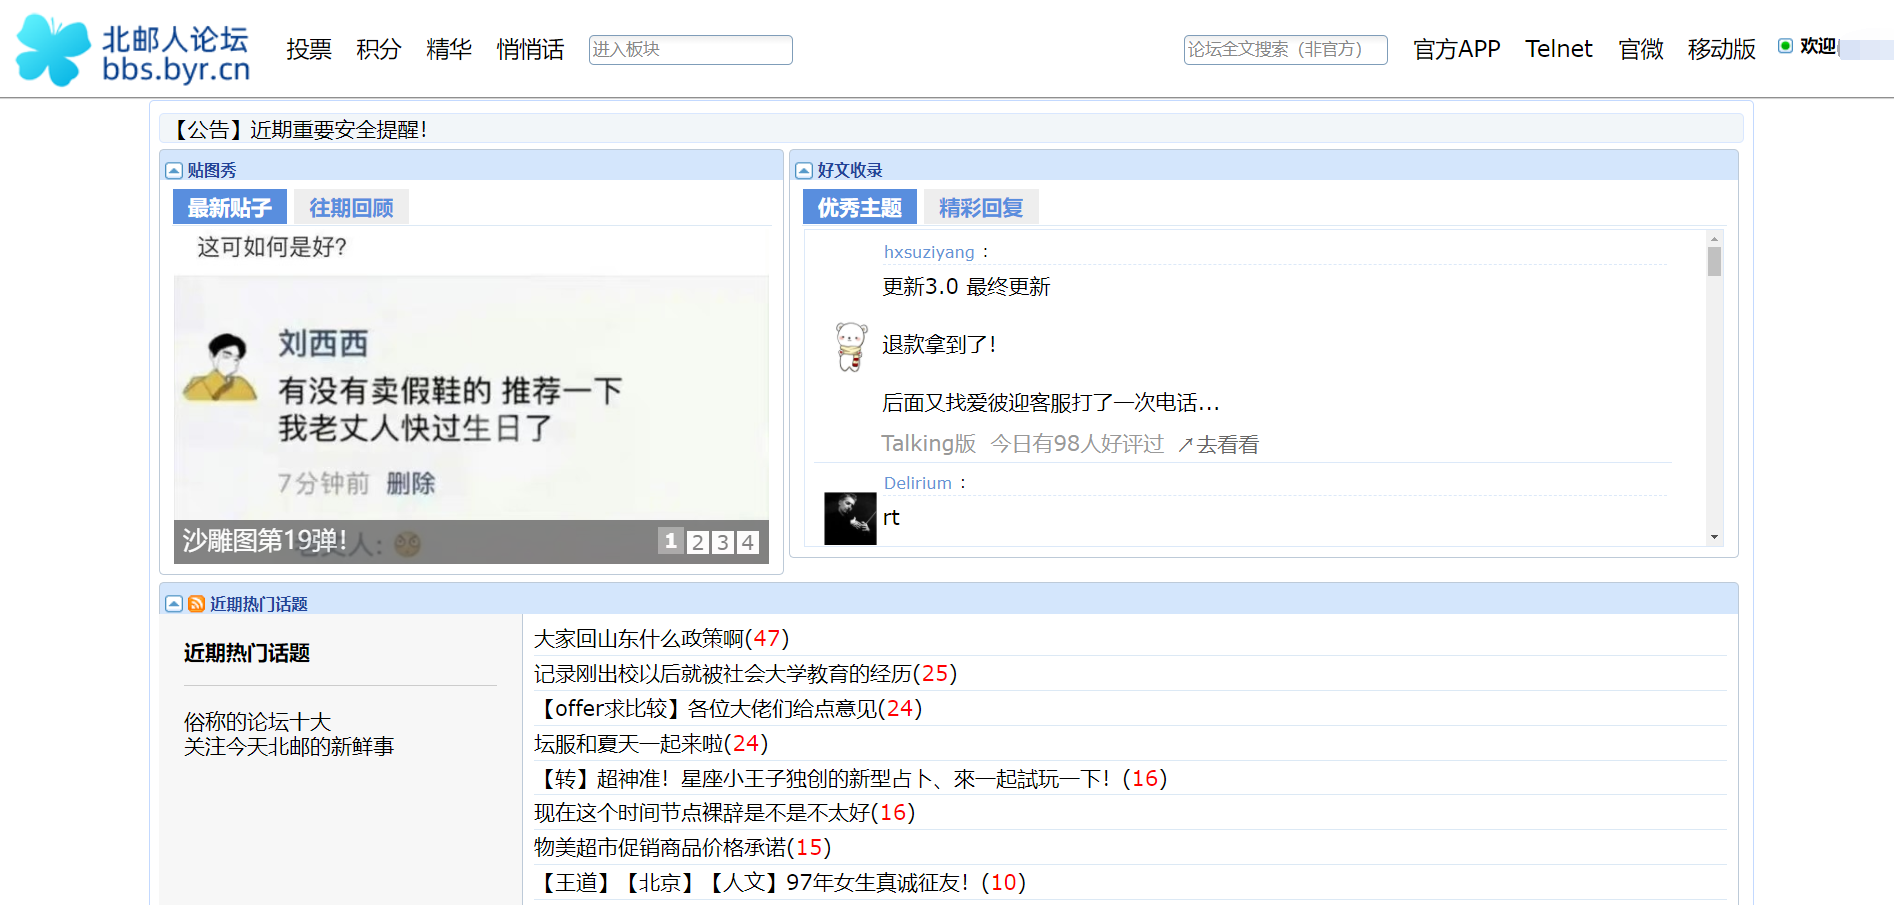 北邮人论坛
bbs.byr.cn
投票 积分 精华 悄悄话 进入板块 论坛全文搜索（非官方） 官方APP Telnet 官微 移动版 欢迎
【公告】近期重要安全提醒！
贴图秀
最新贴子 往期回顾
这可如何是好？
刘西西
有没有卖假鞋的 推荐一下
我老丈人快过生日了
7分钟前 删除
沙雕图第19弹！
1 2 3 4
好文收录
优秀主题 精彩回复
hxsuziyang ：
更新3.0 最终更新
退款拿到了！
后面又找爱彼迎客服打了一次电话…
Talking版 今日有98人好评过 ↗去看看
Delirium ：
rt
近期热门话题
近期热门话题
俗称的论坛十大
关注今天北邮的新鲜事
大家回山东什么政策啊(47)
记录刚出校以后就被社会大学教育的经历(25)
【offer求比较】各位大佬们给点意见(24)
坛服和夏天一起来啦(24)
【转】超神准！星座小王子独创的新型占卜、來一起試玩一下！(16)
现在这个时间节点裸辞是不是不太好(16)
物美超市促销商品价格承诺(15)
【王道】【北京】【人文】97年女生真诚征友！(10)